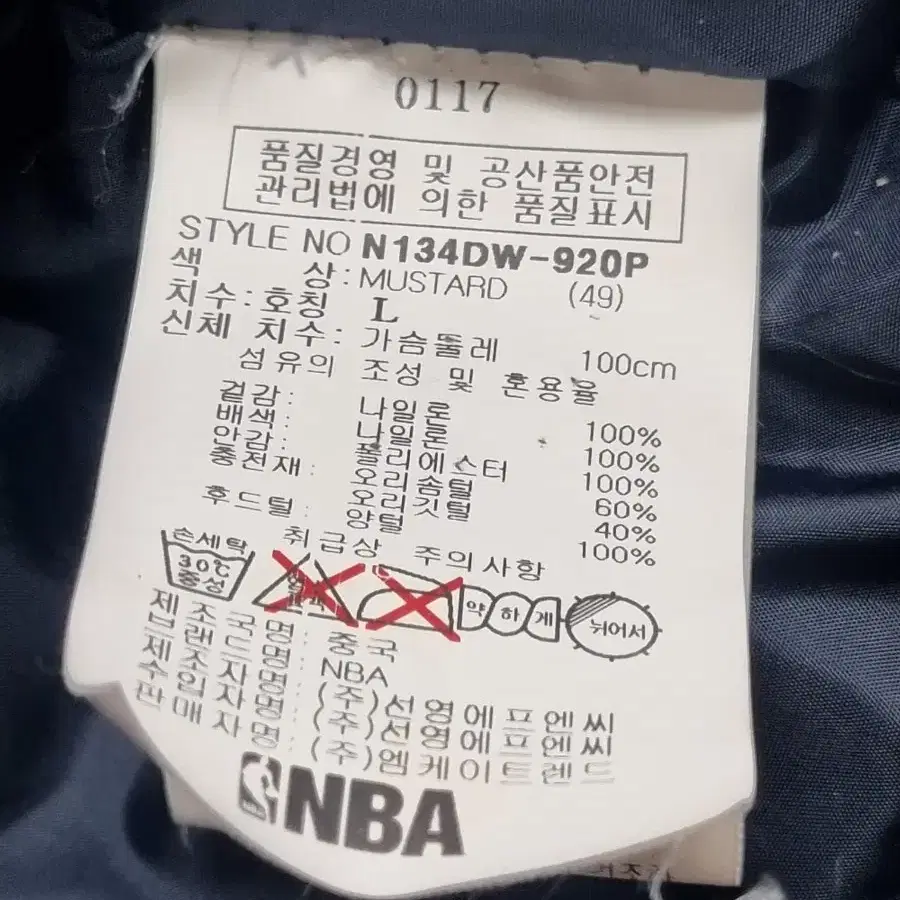 0117
품질경영 및 공산품안전
관리법에 의한 품질표시
STYLE NO N134DW-920P
색 상: MUSTARD (49)
치수:호칭 L
신체 치수: 가슴둘레 100cm
섬유의 조성 및 혼용율
겉감: 나일론 100%
배색: 나일론 100%
안감: 폴리에스터 100%
충전재: 오리솜털 60%
오리깃털 40%
후드털: 양털 100%
취급상 주의사항
손세탁
30℃
중성
약하게
뉘어서
제조국명: 중국
브랜드명: NBA
제조자명: (주)선영에프엔씨
수입자명: (주)선영에프엔씨
판매자명: (주)엠케이트렌드
NBA